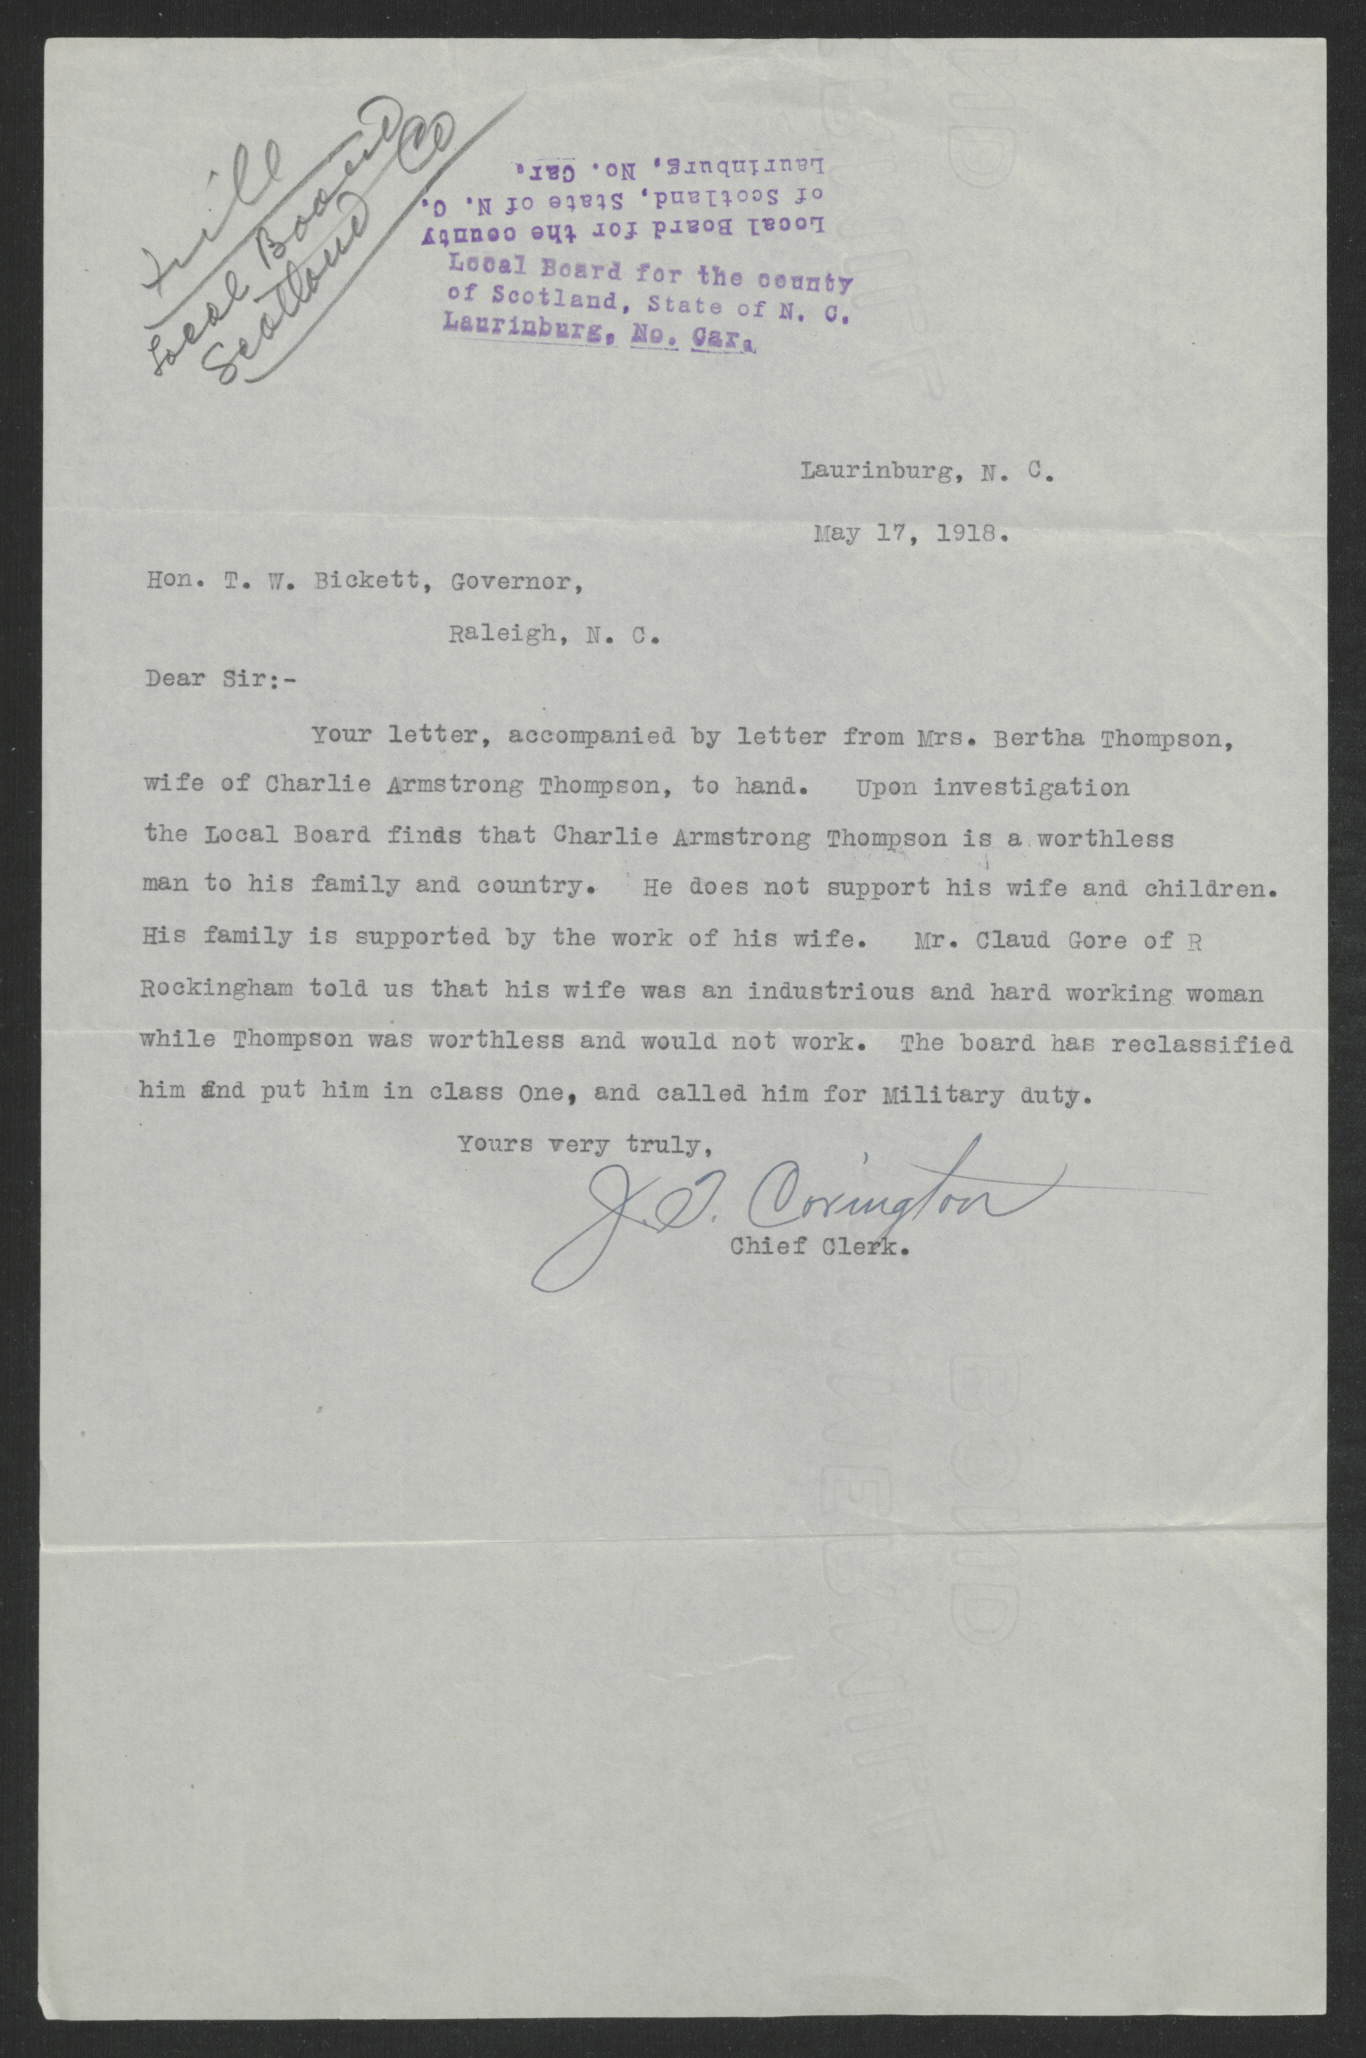 Local Board
Scotland Co
Laurinburg, No. Car.
of Scotland, State of N. C.
Local Board for the county
Local Board for the county
of Scotland, State of N. C.
Laurinburg, No. Car.
Laurinburg, N. C.
May 17, 1918.
Hon. T. W. Bickett, Governor,
Raleigh, N. C.
Dear Sir:-
Your letter, accompanied by letter from Mrs. Bertha Thompson,
wife of Charlie Armstrong Thompson, to hand. Upon investigation
the Local Board finds that Charlie Armstrong Thompson is a worthless
man to his family and country. He does not support his wife and children.
His family is supported by the work of his wife. Mr. Claud Gore of R
Rockingham told us that his wife was an industrious and hard working woman
while Thompson was worthless and would not work. The board has reclassified
him and put him in class One, and called him for Military duty.
Yours very truly,
J. T. Covington
Chief Clerk.
BOND